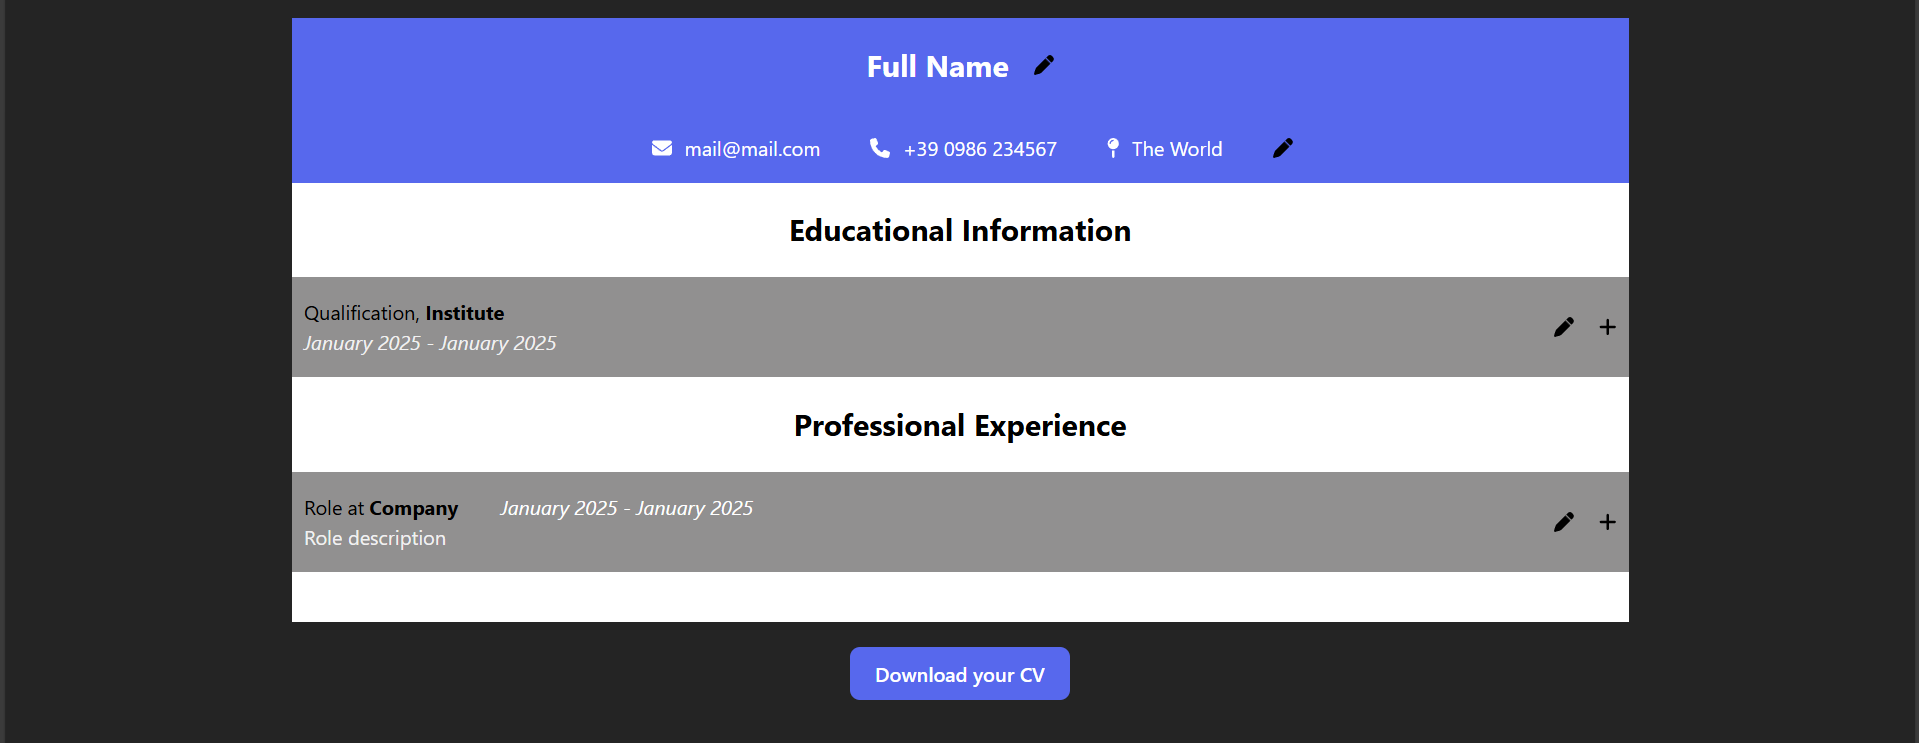 Full Name
mail@mail.com +39 0986 234567 The World
Educational Information
Qualification, Institute
January 2025 - January 2025
Professional Experience
Role at Company January 2025 - January 2025
Role description
Download your CV